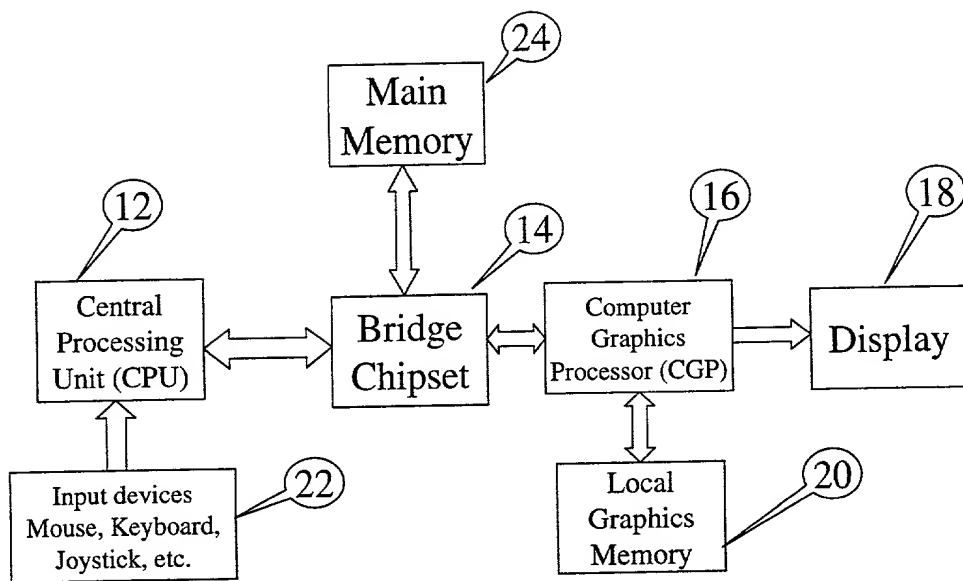 24
Main
Memory
12
14
16
18
Central
Processing
Unit (CPU)
Bridge
Chipset
Computer
Graphics
Processor (CGP)
Display
Input devices
Mouse, Keyboard,
Joystick, etc.
22
Local
Graphics
Memory
20